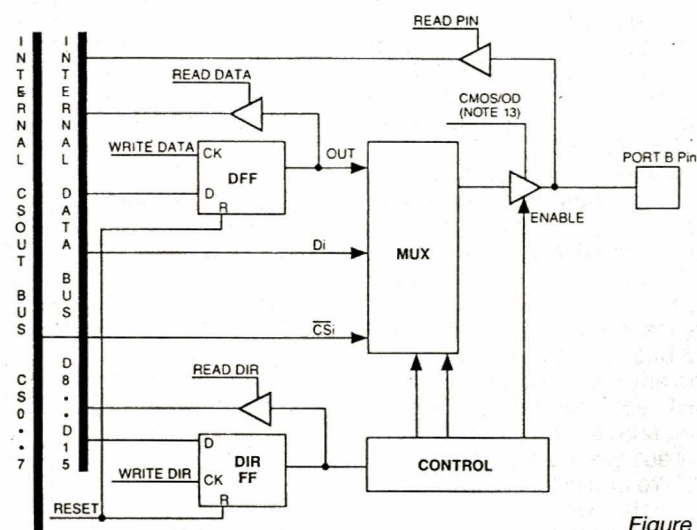 READ PIN
READ DATA
CMOS/OD
(NOTE 13)
WRITE DATA
CK
DFF
D
R
OUT
PORT B Pin
ENABLE
Di
MUX
CSi
READ DIR
D
DIR
FF
WRITE DIR
CK
R
CONTROL
RESET
INTERNAL CSOUT BUS CS0••7
INTERNAL DATA BUS D8••D15
Figure